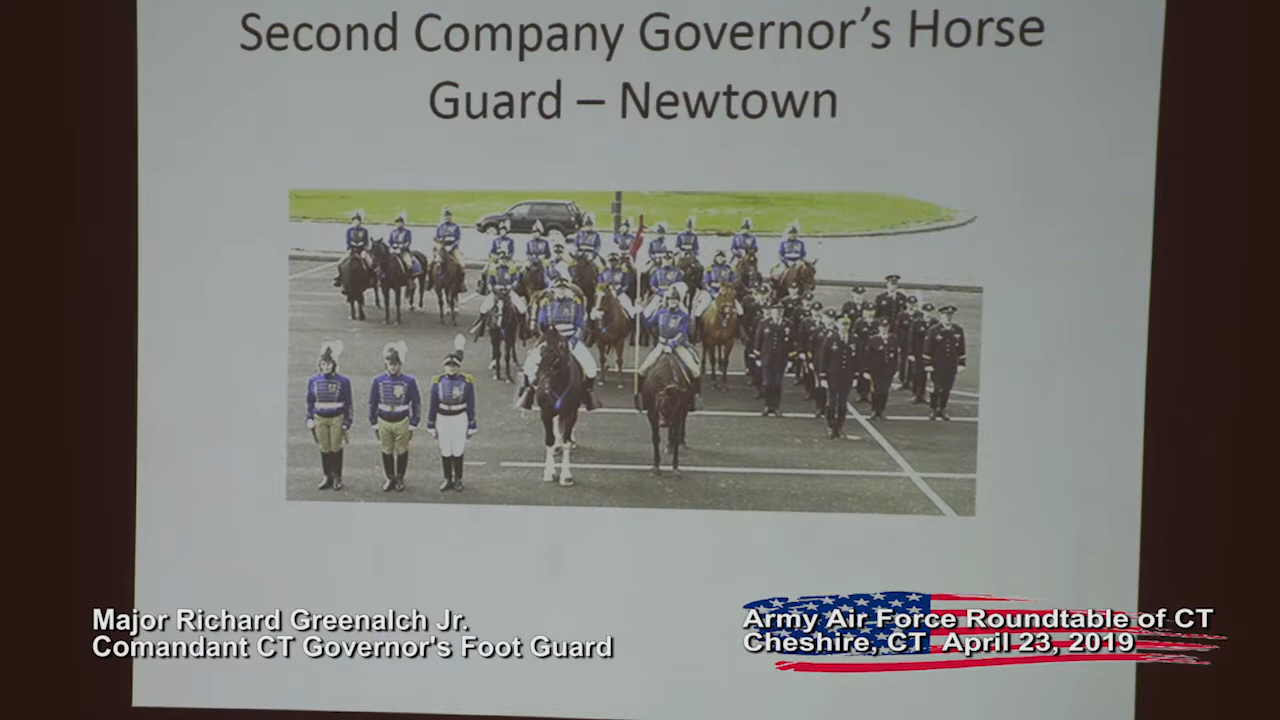 Second Company Governor's Horse
Guard – Newtown
Major Richard Greenalch Jr.
Comandant CT Governor's Foot Guard
Army Air Force Roundtable of CT
Cheshire, CT April 23, 2019